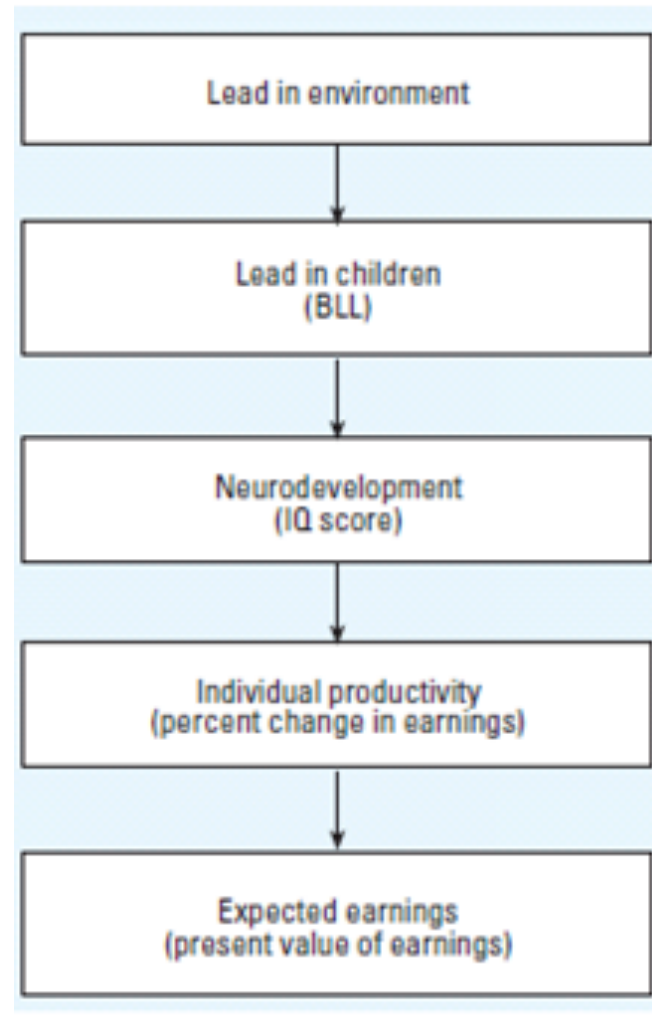 Lead in environment
Lead in children
(BLL)
Neurodevelopment
(IQ score)
Individual productivity
(percent change in earnings)
Expected earnings
(present value of earnings)